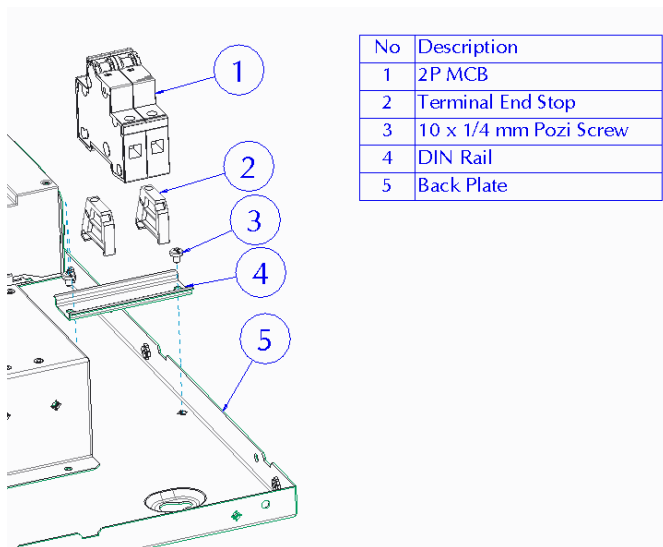 1
2
3
4
5
No Description
1 2P MCB
2 Terminal End Stop
3 10 x 1/4 mm Pozi Screw
4 DIN Rail
5 Back Plate